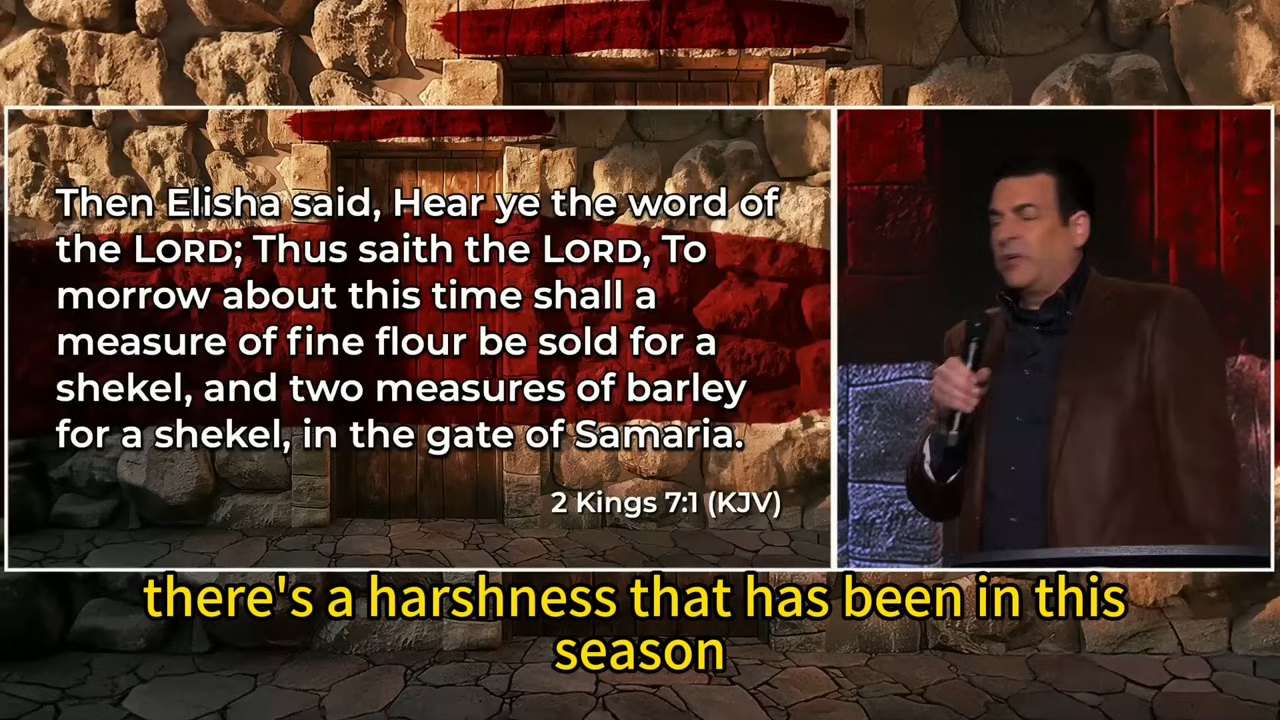 Then Elisha said, Hear ye the word of
the LORD; Thus saith the LORD, To
morrow about this time shall a
measure of fine flour be sold for a
shekel, and two measures of barley
for a shekel, in the gate of Samaria.
2 Kings 7:1 (KJV)
there's a harshness that has been in this
season